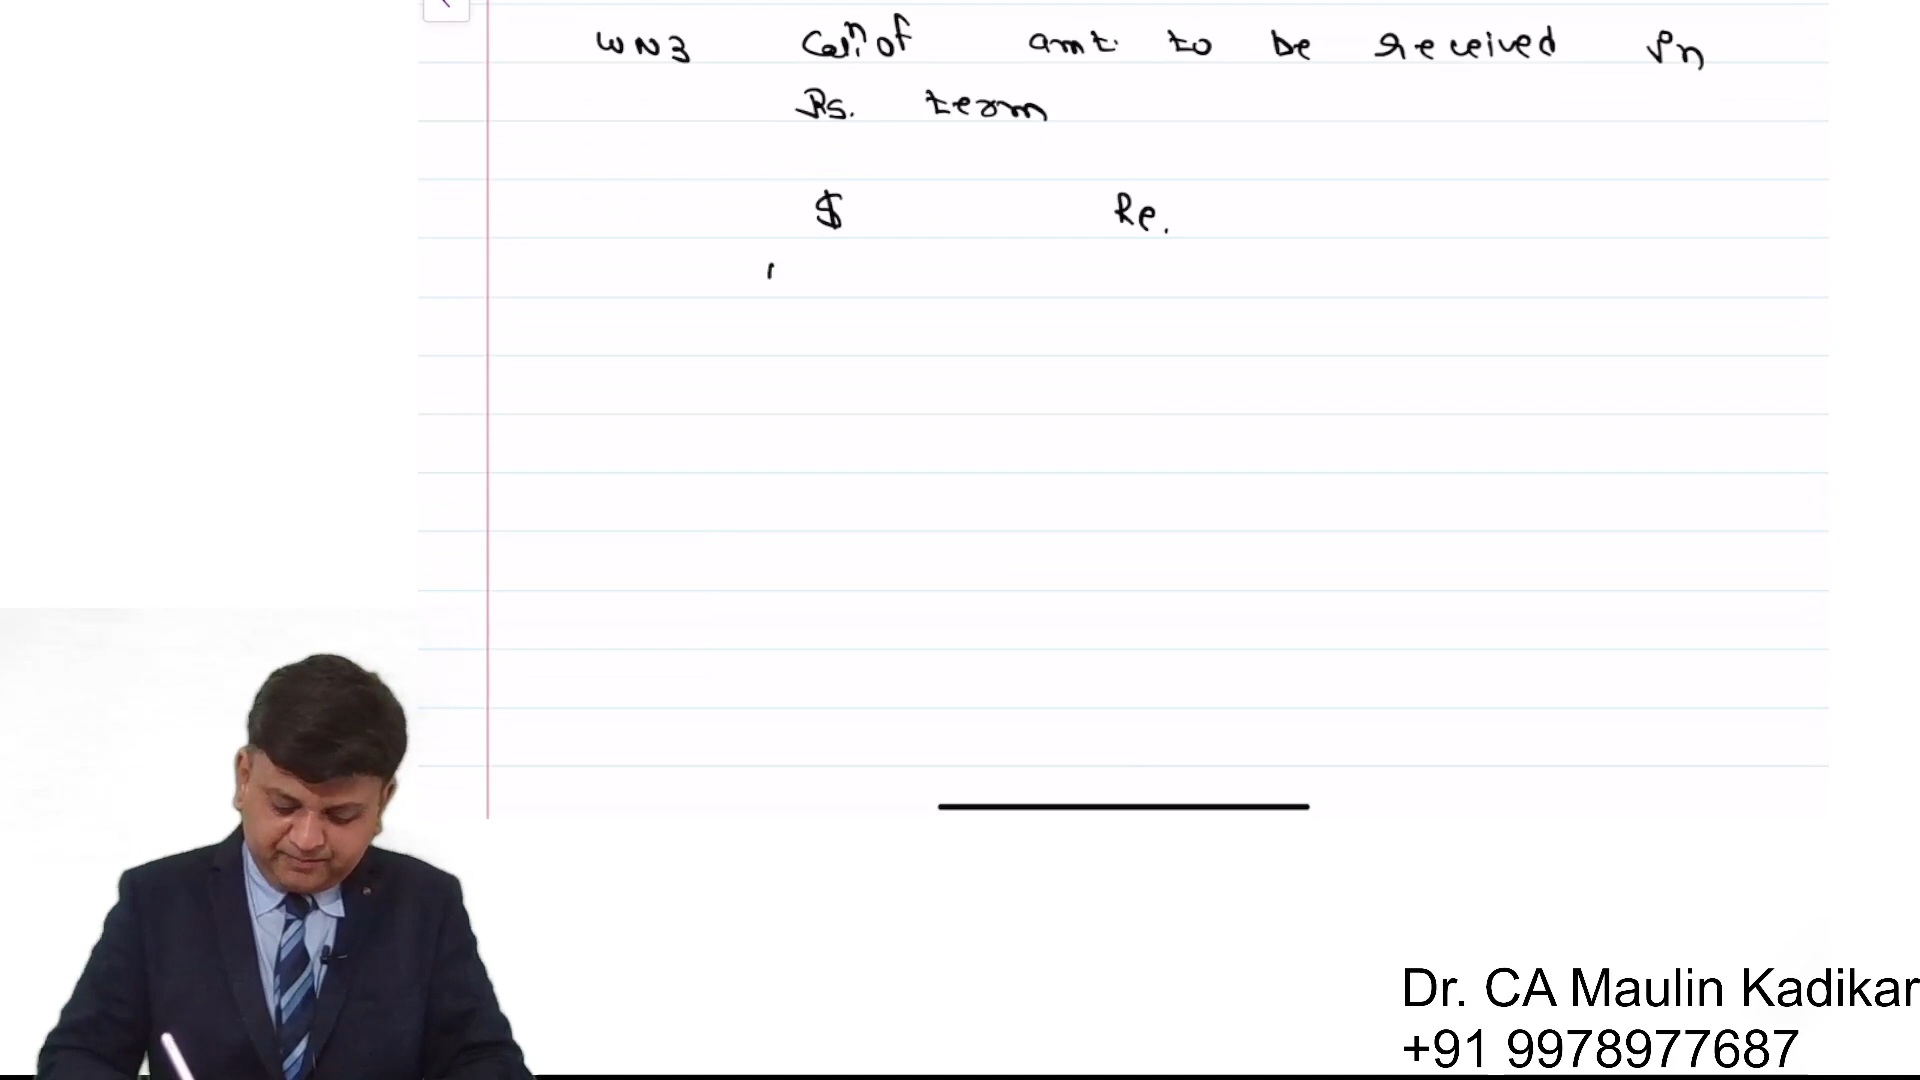 WN3 Caln of amt. to be received in
Rs. term
$ Re.
Dr. CA Maulin Kadikar
+91 9978977687